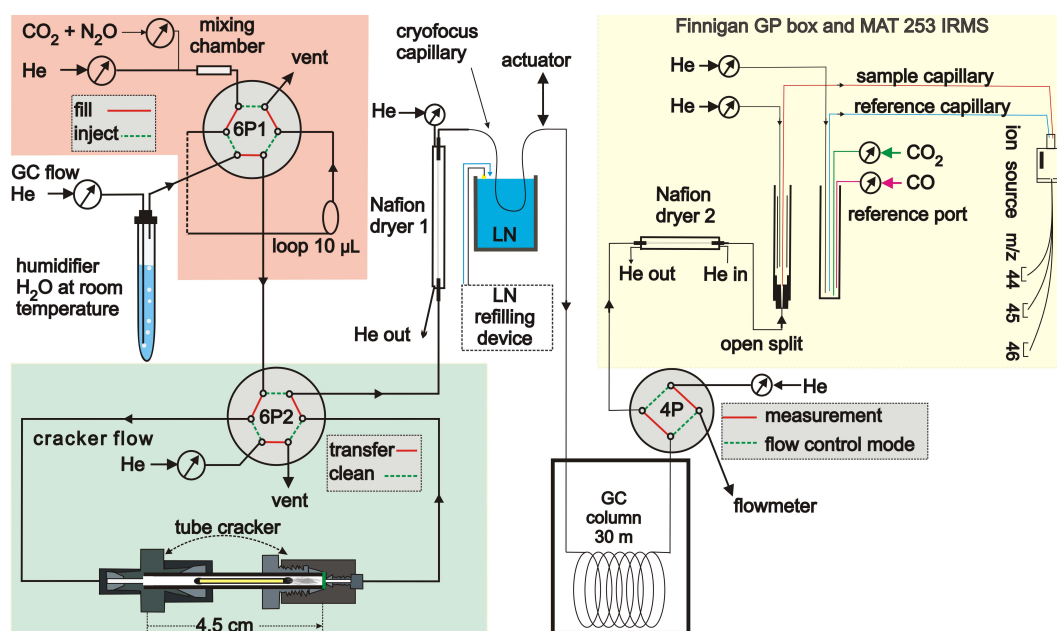 CO2 + N2O
mixing
chamber
He
vent
fill
inject
6P1
GC flow
He
loop 10 µL
humidifier
H2O at room
temperature
cryofocus
capillary
actuator
He
Nafion
dryer 1
LN
He out
LN
refilling
device
Finnigan GP box and MAT 253 IRMS
He
sample capillary
He
reference capillary
CO2
CO
reference port
ion source m/z 44 45 46
Nafion
dryer 2
He out
He in
open split
6P2
cracker flow
He
transfer
clean
vent
tube cracker
4.5 cm
4P
He
measurement
flow control mode
flowmeter
GC
column
30 m